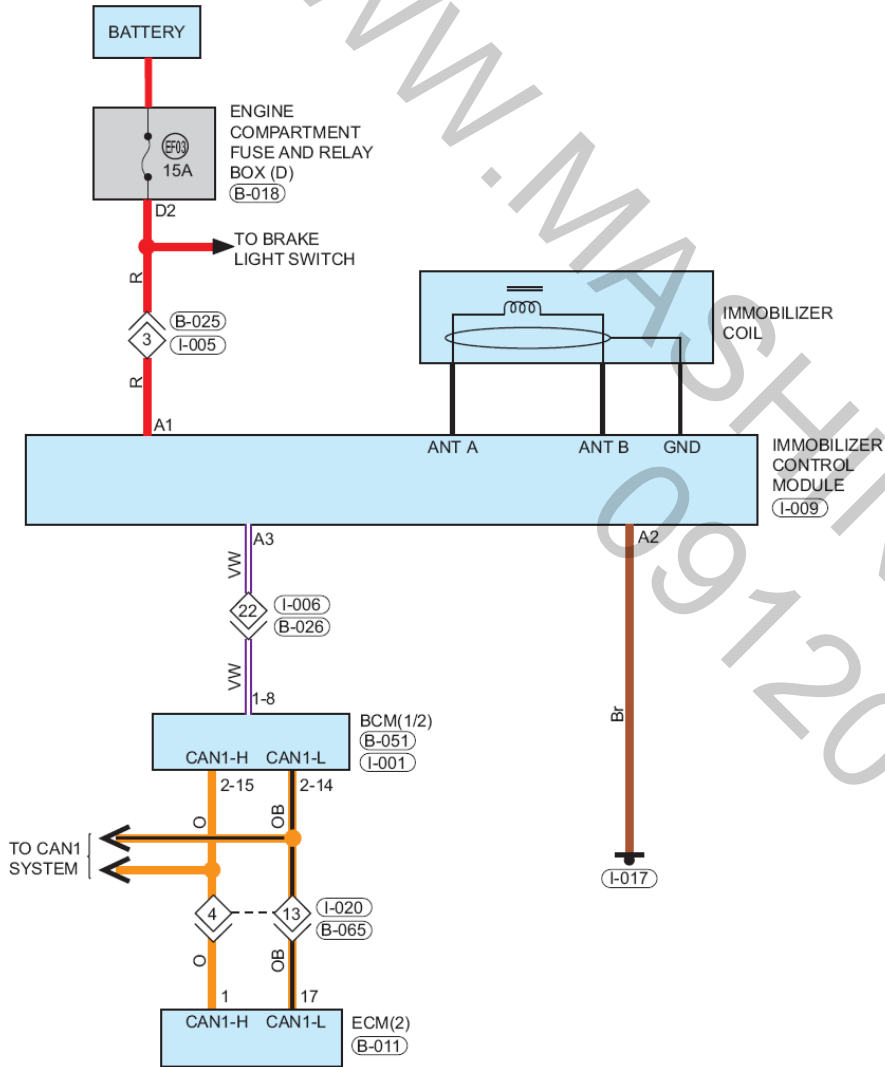 BATTERY
ENGINE
COMPARTMENT
FUSE AND RELAY
BOX (D)
B-018
EF03
15A
D2
TO BRAKE
LIGHT SWITCH
R
B-025
3
I-005
R
A1
IMMOBILIZER
COIL
ANT A
ANT B
GND
IMMOBILIZER
CONTROL
MODULE
I-009
A3
A2
VW
22
I-006
B-026
VW
1-8
Br
I-017
BCM(1/2)
B-051
I-001
CAN1-H
CAN1-L
2-15
2-14
O
OB
TO CAN1
SYSTEM
4
13
I-020
B-065
O
OB
1
17
CAN1-H
CAN1-L
ECM(2)
B-011
WWW.MASHIN
09120